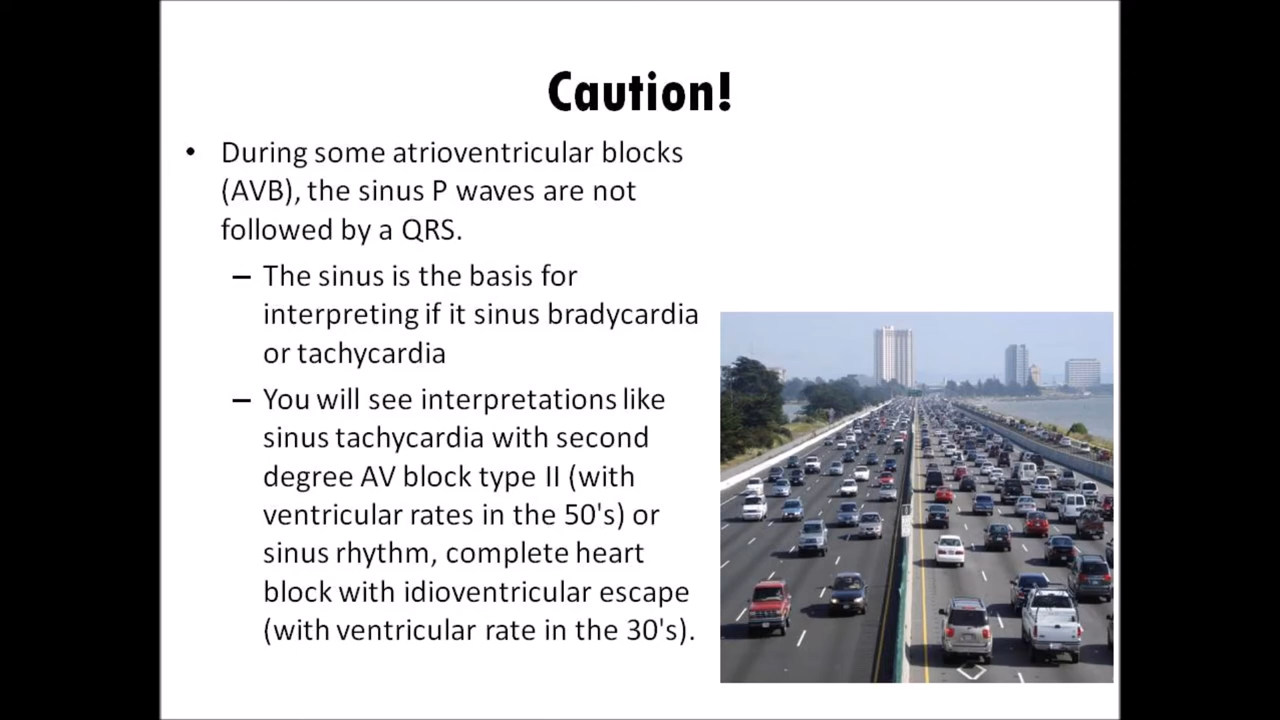 Caution!
• During some atrioventricular blocks
(AVB), the sinus P waves are not
followed by a QRS.
– The sinus is the basis for
interpreting if it sinus bradycardia
or tachycardia
– You will see interpretations like
sinus tachycardia with second
degree AV block type II (with
ventricular rates in the 50's) or
sinus rhythm, complete heart
block with idioventricular escape
(with ventricular rate in the 30's).